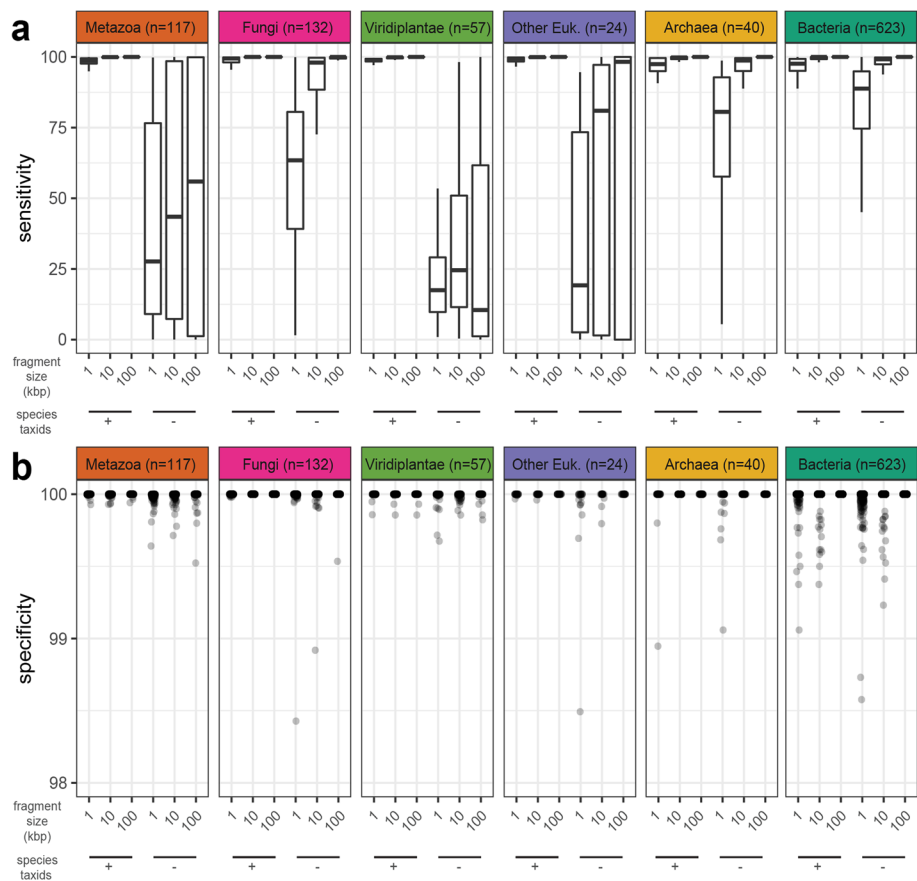 a
Metazoa (n=117) Fungi (n=132) Viridiplantae (n=57) Other Euk. (n=24) Archaea (n=40) Bacteria (n=623)
100
75
50
25
0
sensitivity
fragment size (kbp) 1 10 100 1 10 100 1 10 100 1 10 100 1 10 100 1 10 100 1 10 100 1 10 100 1 10 100 1 10 100 1 10 100 1 10 100
species taxids + - + - + - + - + - + -
b
Metazoa (n=117) Fungi (n=132) Viridiplantae (n=57) Other Euk. (n=24) Archaea (n=40) Bacteria (n=623)
100
99
98
specificity
fragment size (kbp) 1 10 100 1 10 100 1 10 100 1 10 100 1 10 100 1 10 100 1 10 100 1 10 100 1 10 100 1 10 100 1 10 100 1 10 100
species taxids + - + - + - + - + - + -